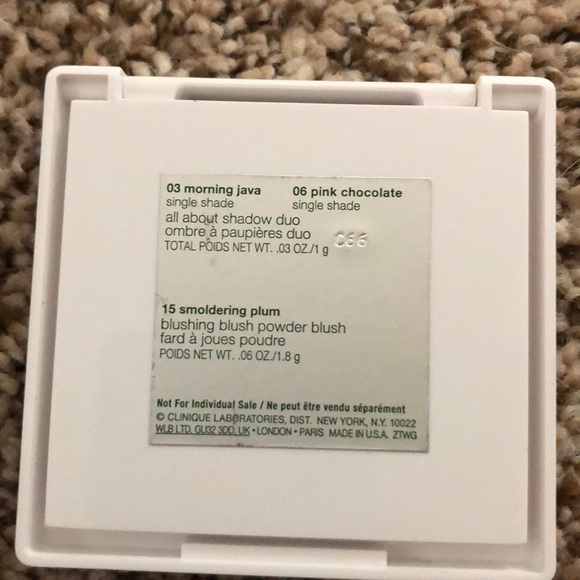 03 morning java 06 pink chocolate
single shade single shade
all about shadow duo
ombre à paupières duo
TOTAL POIDS NET WT. .03 OZ./1 g C66
15 smoldering plum
blushing blush powder blush
fard à joues poudre
POIDS NET WT. .06 OZ./1.8 g
Not For Individual Sale / Ne peut être vendu séparément
© CLINIQUE LABORATORIES, DIST. NEW YORK, N.Y. 10022
WLB LTD, GU32 3DD, UK • LONDON • PARIS MADE IN U.S.A. ZTWG